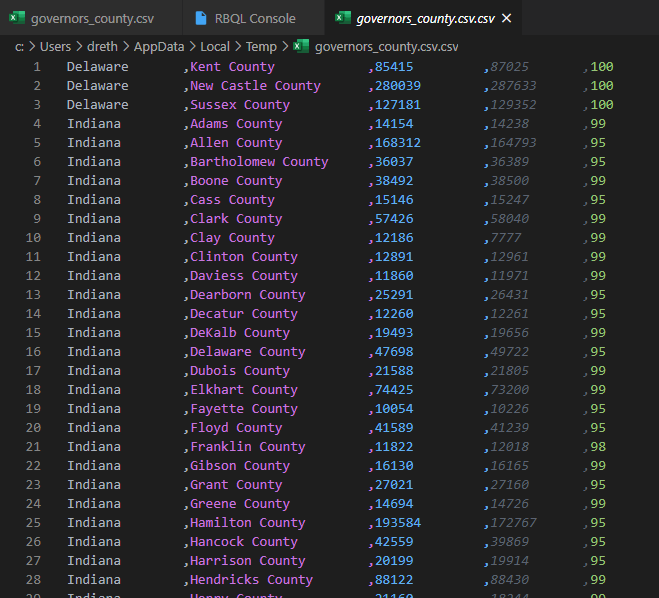 governors_county.csv RBQL Console governors_county.csv.csv
c: > Users > dreth > AppData > Local > Temp > governors_county.csv.csv
1 Delaware ,Kent County ,85415 ,87025 ,100
2 Delaware ,New Castle County ,280039 ,287633 ,100
3 Delaware ,Sussex County ,127181 ,129352 ,100
4 Indiana ,Adams County ,14154 ,14238 ,99
5 Indiana ,Allen County ,168312 ,164793 ,95
6 Indiana ,Bartholomew County ,36037 ,36389 ,95
7 Indiana ,Boone County ,38492 ,38500 ,99
8 Indiana ,Cass County ,15146 ,15247 ,95
9 Indiana ,Clark County ,57426 ,58040 ,99
10 Indiana ,Clay County ,12186 ,7777 ,99
11 Indiana ,Clinton County ,12891 ,12961 ,99
12 Indiana ,Daviess County ,11860 ,11971 ,99
13 Indiana ,Dearborn County ,25291 ,26431 ,95
14 Indiana ,Decatur County ,12260 ,12261 ,95
15 Indiana ,DeKalb County ,19493 ,19656 ,99
16 Indiana ,Delaware County ,47698 ,49722 ,95
17 Indiana ,Dubois County ,21588 ,21805 ,99
18 Indiana ,Elkhart County ,74425 ,73200 ,99
19 Indiana ,Fayette County ,10054 ,10226 ,95
20 Indiana ,Floyd County ,41589 ,41239 ,95
21 Indiana ,Franklin County ,11822 ,12018 ,98
22 Indiana ,Gibson County ,16130 ,16165 ,99
23 Indiana ,Grant County ,27021 ,27160 ,95
24 Indiana ,Greene County ,14694 ,14726 ,99
25 Indiana ,Hamilton County ,193584 ,172767 ,95
26 Indiana ,Hancock County ,42559 ,39869 ,95
27 Indiana ,Harrison County ,20199 ,19914 ,95
28 Indiana ,Hendricks County ,88122 ,88430 ,99